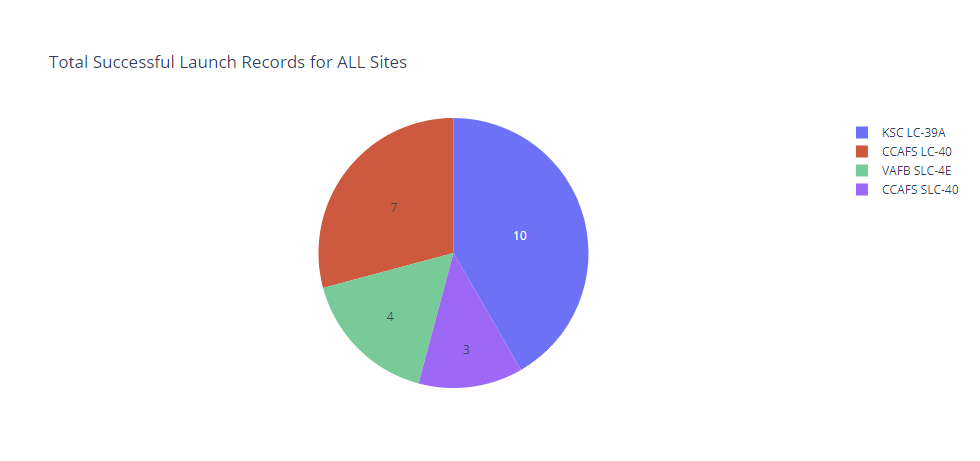 Total Successful Launch Records for ALL Sites
KSC LC-39A
CCAFS LC-40
VAFB SLC-4E
CCAFS SLC-40
7
10
4
3